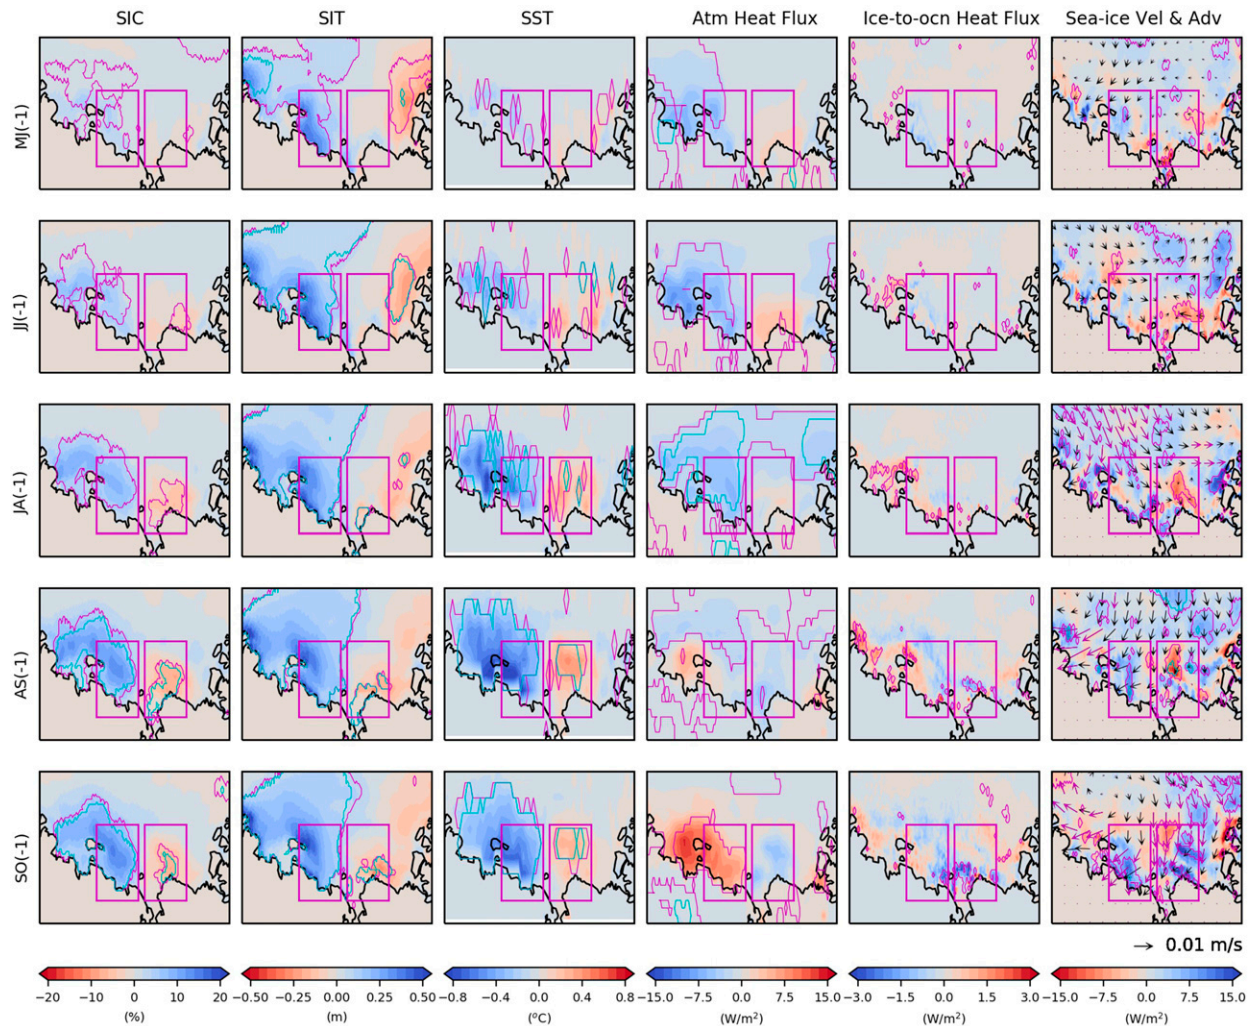 SIC SIT SST Atm Heat Flux Ice-to-ocn Heat Flux Sea-ice Vel & Adv
MJ(-1)
JJ(-1)
JA(-1)
AS(-1)
SO(-1)
0.01 m/s
−20 −10 0 10 20 −0.50 −0.25 0.00 0.25 0.50 −0.8 −0.4 0.0 0.4 0.8 −15.0 −7.5 0.0 7.5 15.0 −3.0 −1.5 0.0 1.5 3.0 −15.0 −7.5 0.0 7.5 15.0
(%) (m) (°C) (W/m²) (W/m²) (W/m²)